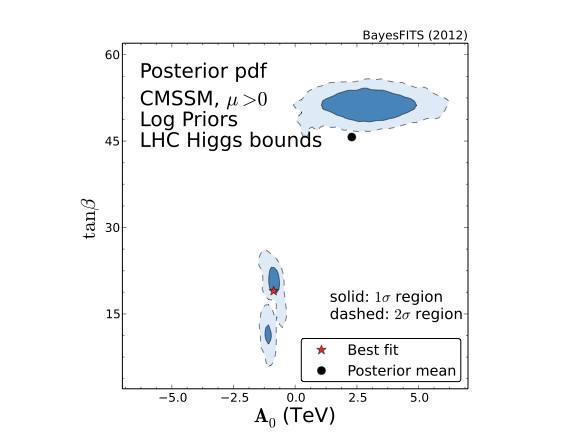 BayesFITS (2012)
Posterior pdf
CMSSM, μ >0
Log Priors
LHC Higgs bounds
60
45
30
15
tanβ
solid: 1σ region
dashed: 2σ region
Best fit
Posterior mean
−5.0 −2.5 0.0 2.5 5.0
A₀ (TeV)